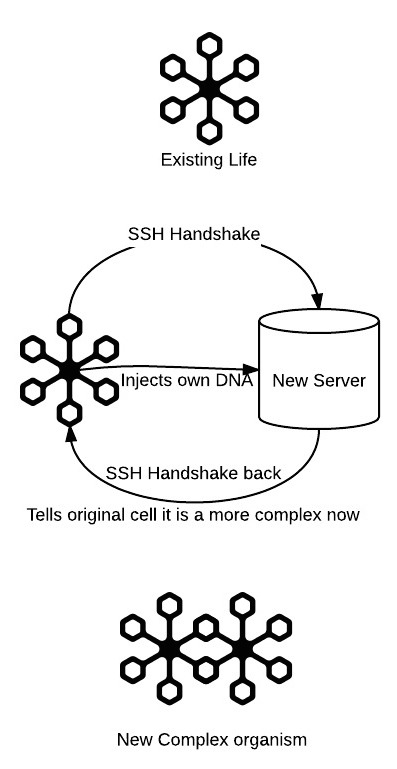 Existing Life
SSH Handshake
Injects own DNA
New Server
SSH Handshake back
Tells original cell it is a more complex now
New Complex organism